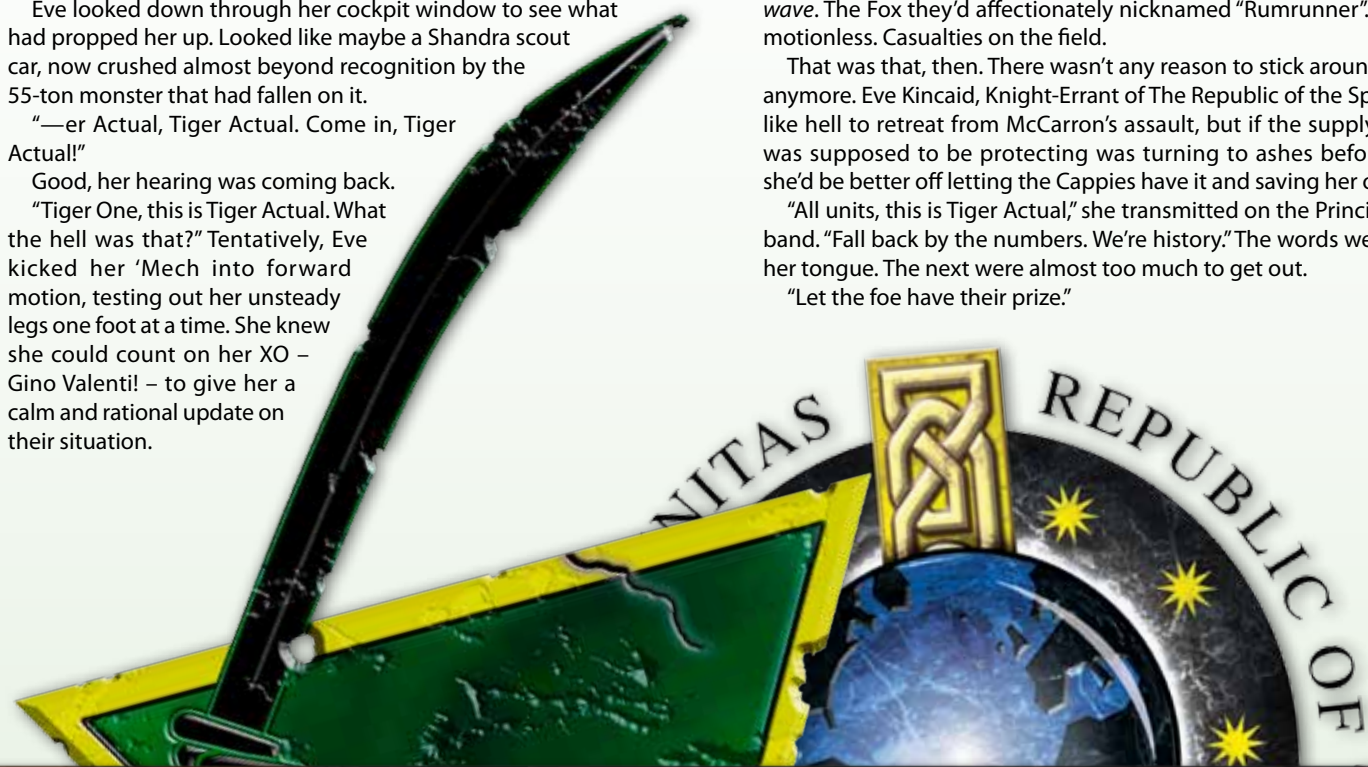 Eve looked down through her cockpit window to see what
had propped her up. Looked like maybe a Shandra scout
car, now crushed almost beyond recognition by the
55-ton monster that had fallen on it.
“—er Actual, Tiger Actual. Come in, Tiger
Actual!”
Good, her hearing was coming back.
“Tiger One, this is Tiger Actual. What
the hell was that?” Tentatively, Eve
kicked her ‘Mech into forward
motion, testing out her unsteady
legs one foot at a time. She knew
she could count on her XO –
Gino Valenti! – to give her a
calm and rational update on
their situation.
wave. The Fox they’d affectionately nicknamed “Rumrunner”.
motionless. Casualties on the field.
That was that, then. There wasn’t any reason to stick aroun
anymore. Eve Kincaid, Knight-Errant of The Republic of the Sp
like hell to retreat from McCarron’s assault, but if the supply
was supposed to be protecting was turning to ashes befo
she’d be better off letting the Cappies have it and saving her
“All units, this is Tiger Actual,” she transmitted on the Princi
band. “Fall back by the numbers. We’re history.” The words we
her tongue. The next were almost too much to get out.
“Let the foe have their prize.”
NITAS
REPUBLIC OF